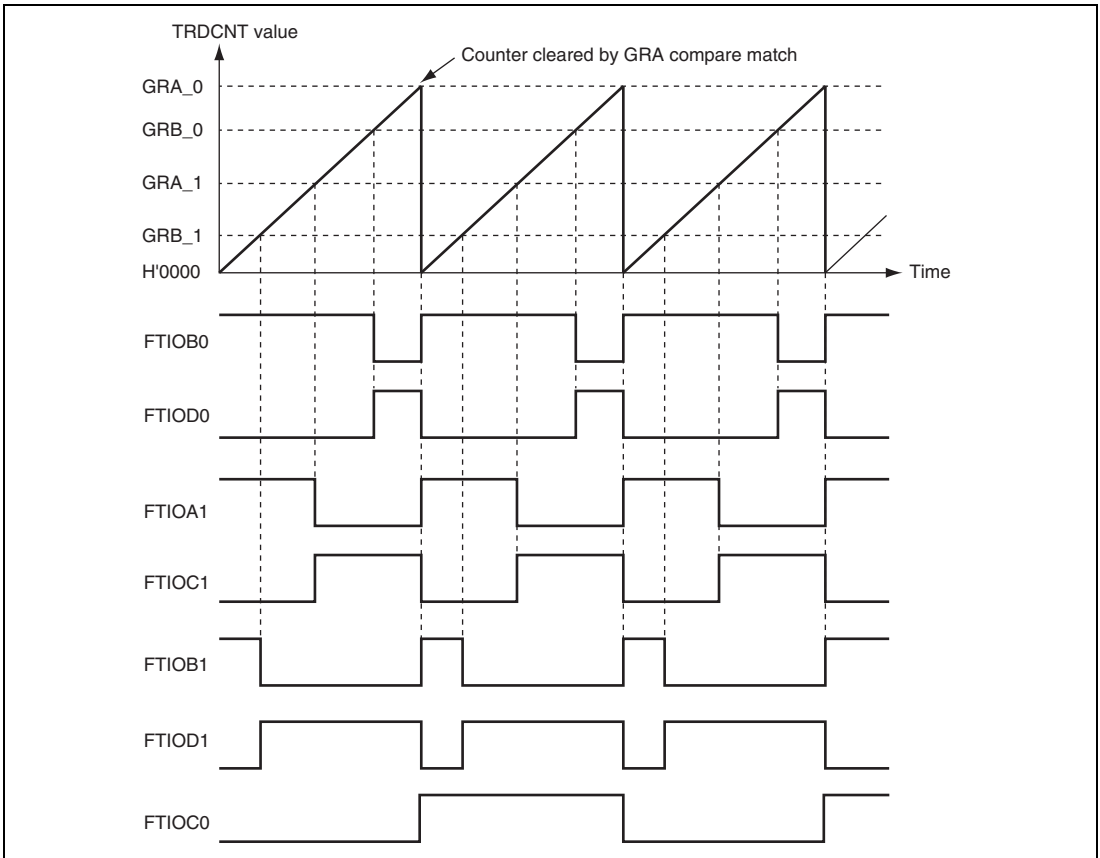 TRDCNT value
Counter cleared by GRA compare match
GRA_0
GRB_0
GRA_1
GRB_1
H'0000
Time
FTIOB0
FTIOD0
FTIOA1
FTIOC1
FTIOB1
FTIOD1
FTIOC0